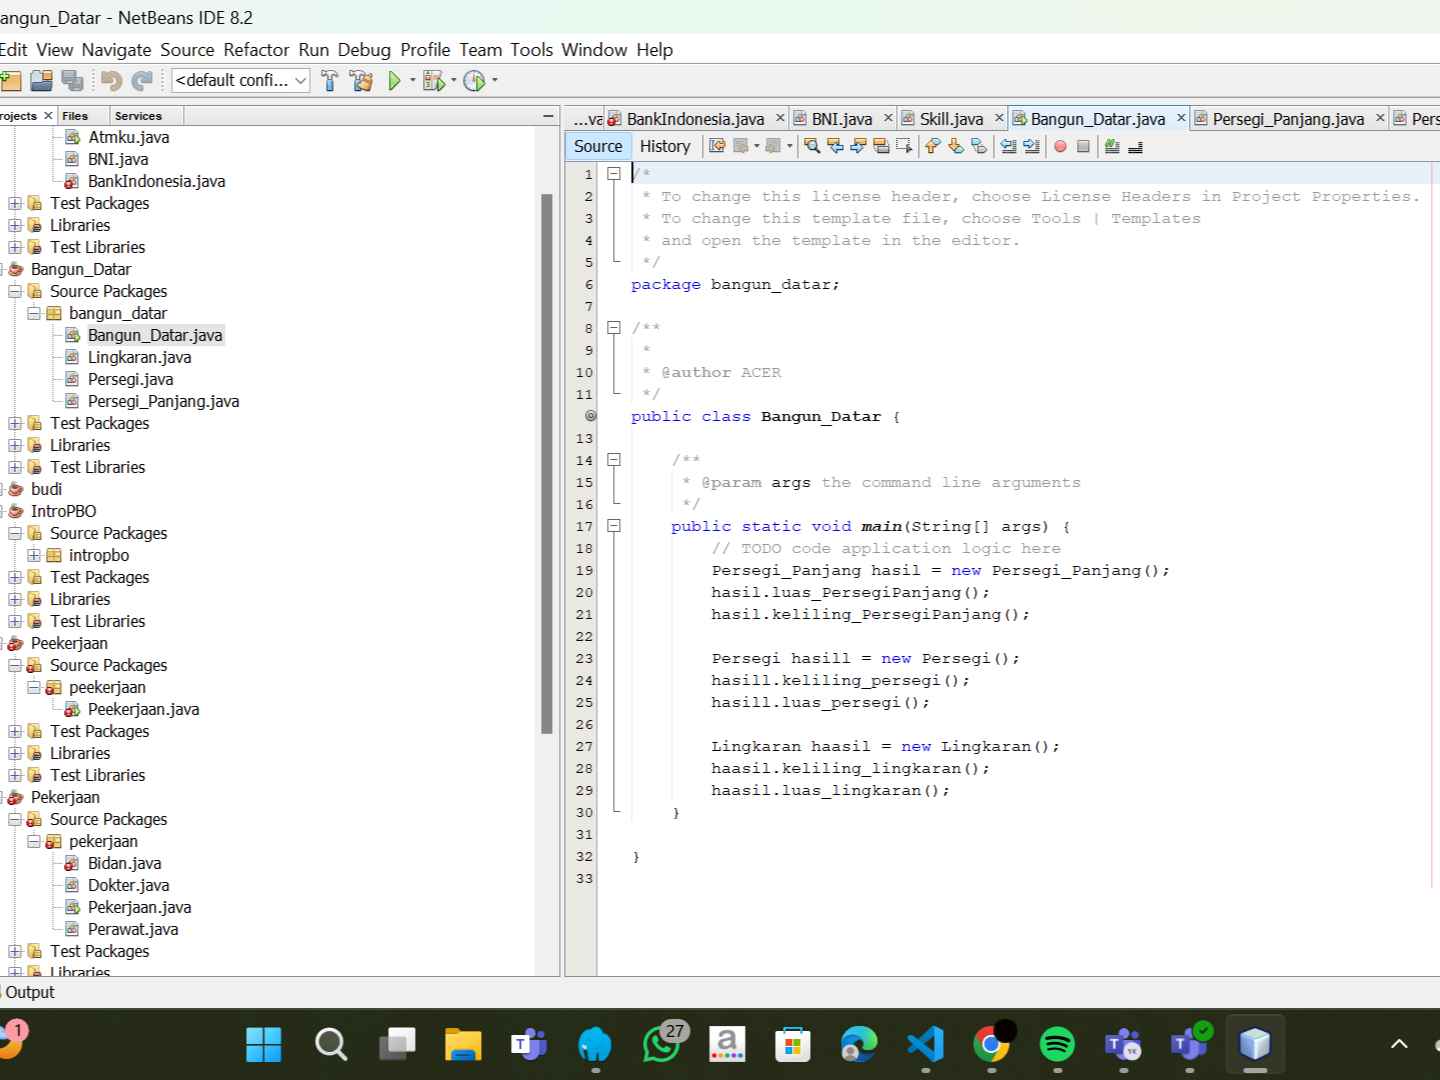 angun_Datar - NetBeans IDE 8.2
Edit View Navigate Source Refactor Run Debug Profile Team Tools Window Help
<default confi...
rojects × Files Services
Atmku.java
BNI.java
BankIndonesia.java
Test Packages
Libraries
Test Libraries
Bangun_Datar
Source Packages
bangun_datar
Bangun_Datar.java
Lingkaran.java
Persegi.java
Persegi_Panjang.java
Test Packages
Libraries
Test Libraries
budi
IntroPBO
Source Packages
intropbo
Test Packages
Libraries
Test Libraries
Peekerjaan
Source Packages
peekerjaan
Peekerjaan.java
Test Packages
Libraries
Test Libraries
Pekerjaan
Source Packages
pekerjaan
Bidan.java
Dokter.java
Pekerjaan.java
Perawat.java
Test Packages
Libraries
...va BankIndonesia.java × BNI.java × Skill.java × Bangun_Datar.java × Persegi_Panjang.java × Pers
Source History
1 /*
2 * To change this license header, choose License Headers in Project Properties.
3 * To change this template file, choose Tools | Templates
4 * and open the template in the editor.
5 */
6 package bangun_datar;
7
8 /**
9 *
10 * @author ACER
11 */
public class Bangun_Datar {
13
14 /**
15 * @param args the command line arguments
16 */
17 public static void main(String[] args) {
18 // TODO code application logic here
19 Persegi_Panjang hasil = new Persegi_Panjang();
20 hasil.luas_PersegiPanjang();
21 hasil.keliling_PersegiPanjang();
22
23 Persegi hasill = new Persegi();
24 hasill.keliling_persegi();
25 hasill.luas_persegi();
26
27 Lingkaran haasil = new Lingkaran();
28 haasil.keliling_lingkaran();
29 haasil.luas_lingkaran();
30 }
31
32 }
33
Output
1
T
27
a
T YK
T